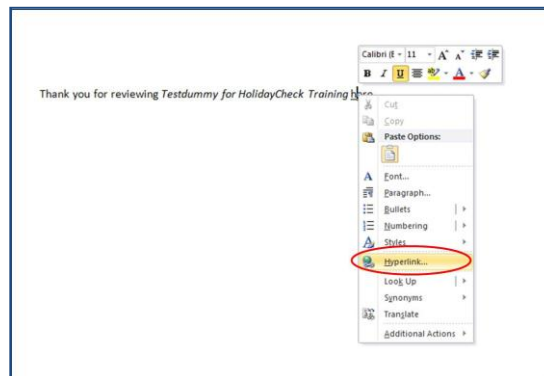 Calibri (E 11 A A
B I U A
Thank you for reviewing Testdummy for HolidayCheck Training here
Cut
Copy
Paste Options:
A Font...
Paragraph...
Bullets
Numbering
Styles
Hyperlink...
Look Up
Synonyms
Translate
Additional Actions